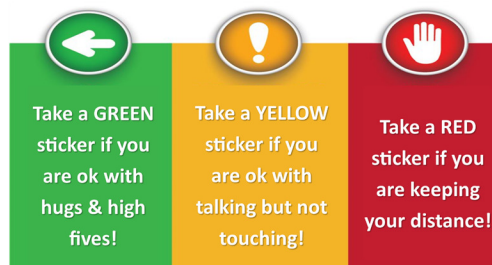 Take a GREEN
sticker if you
are ok with
hugs & high
fives!
Take a YELLOW
sticker if you
are ok with
talking but not
touching!
Take a RED
sticker if you
are keeping
your distance!